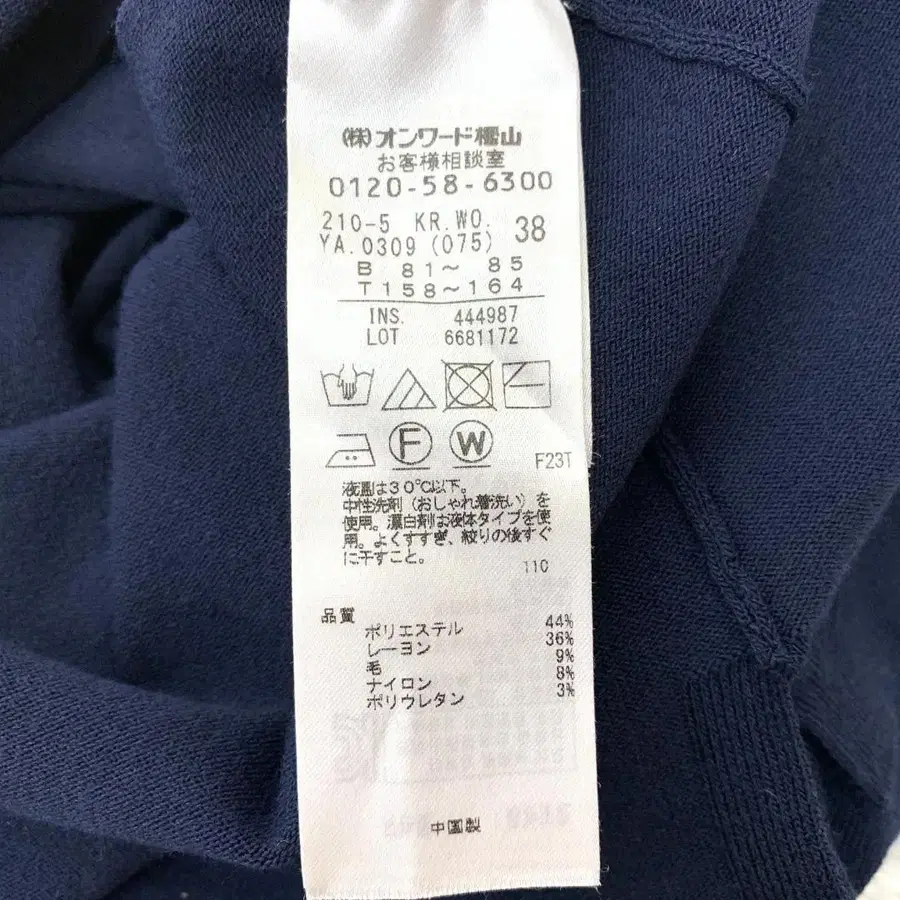 (株)オンワード樫山
お客様相談室
0120-58-6300
210-5 KR.WO. 38
YA.0309 (075)
B 81〜 85
T158〜164
INS. 444987
LOT 6681172
F W
F23T
液温は30℃以下。
中性洗剤(おしゃれ着洗い)を
使用。漂白剤は液体タイプを使
用。よくすすぎ、絞りの後すぐ
に干すこと。
110
品質
ポリエステル 44%
レーヨン 36%
毛 9%
ナイロン 8%
ポリウレタン 3%
中国製